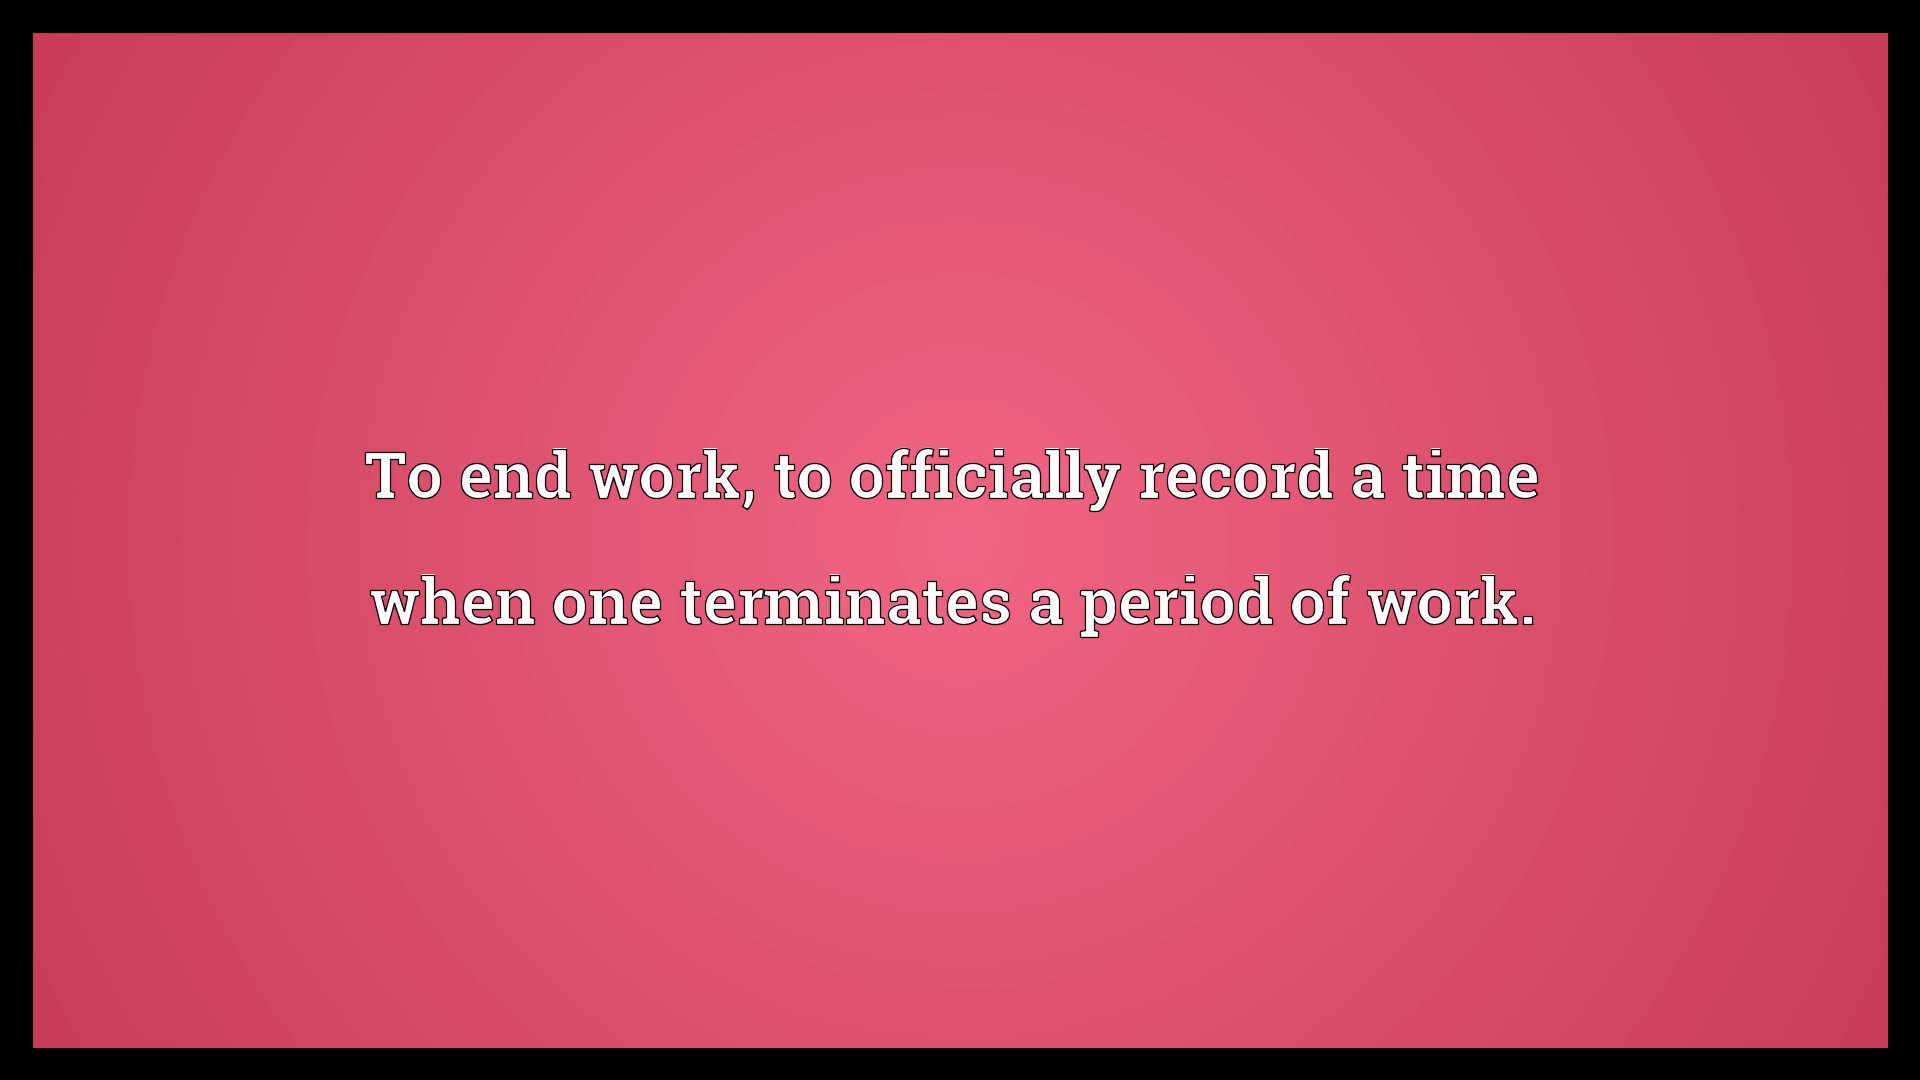 To end work, to officially record a time
when one terminates a period of work.